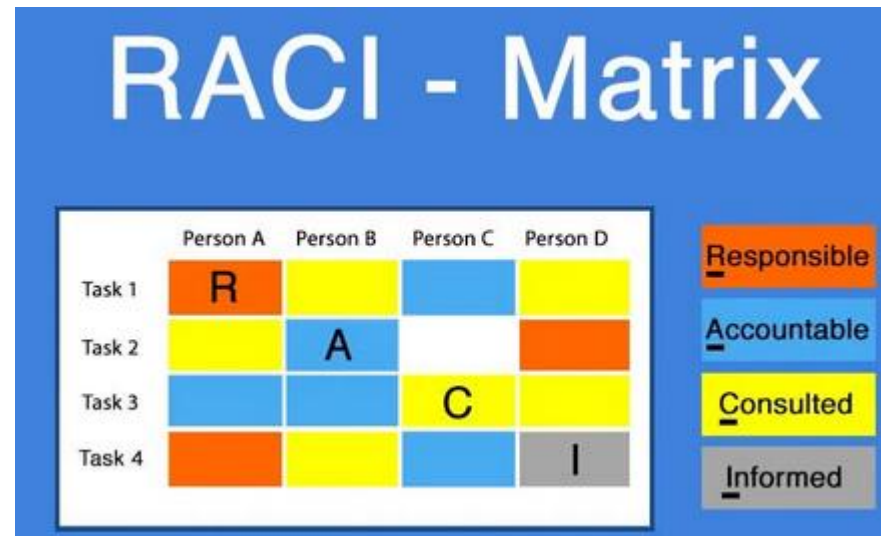 RACI - Matrix
Person A Person B Person C Person D
Task 1 R
Task 2 A
Task 3 C
Task 4 I
Responsible
Accountable
Consulted
Informed